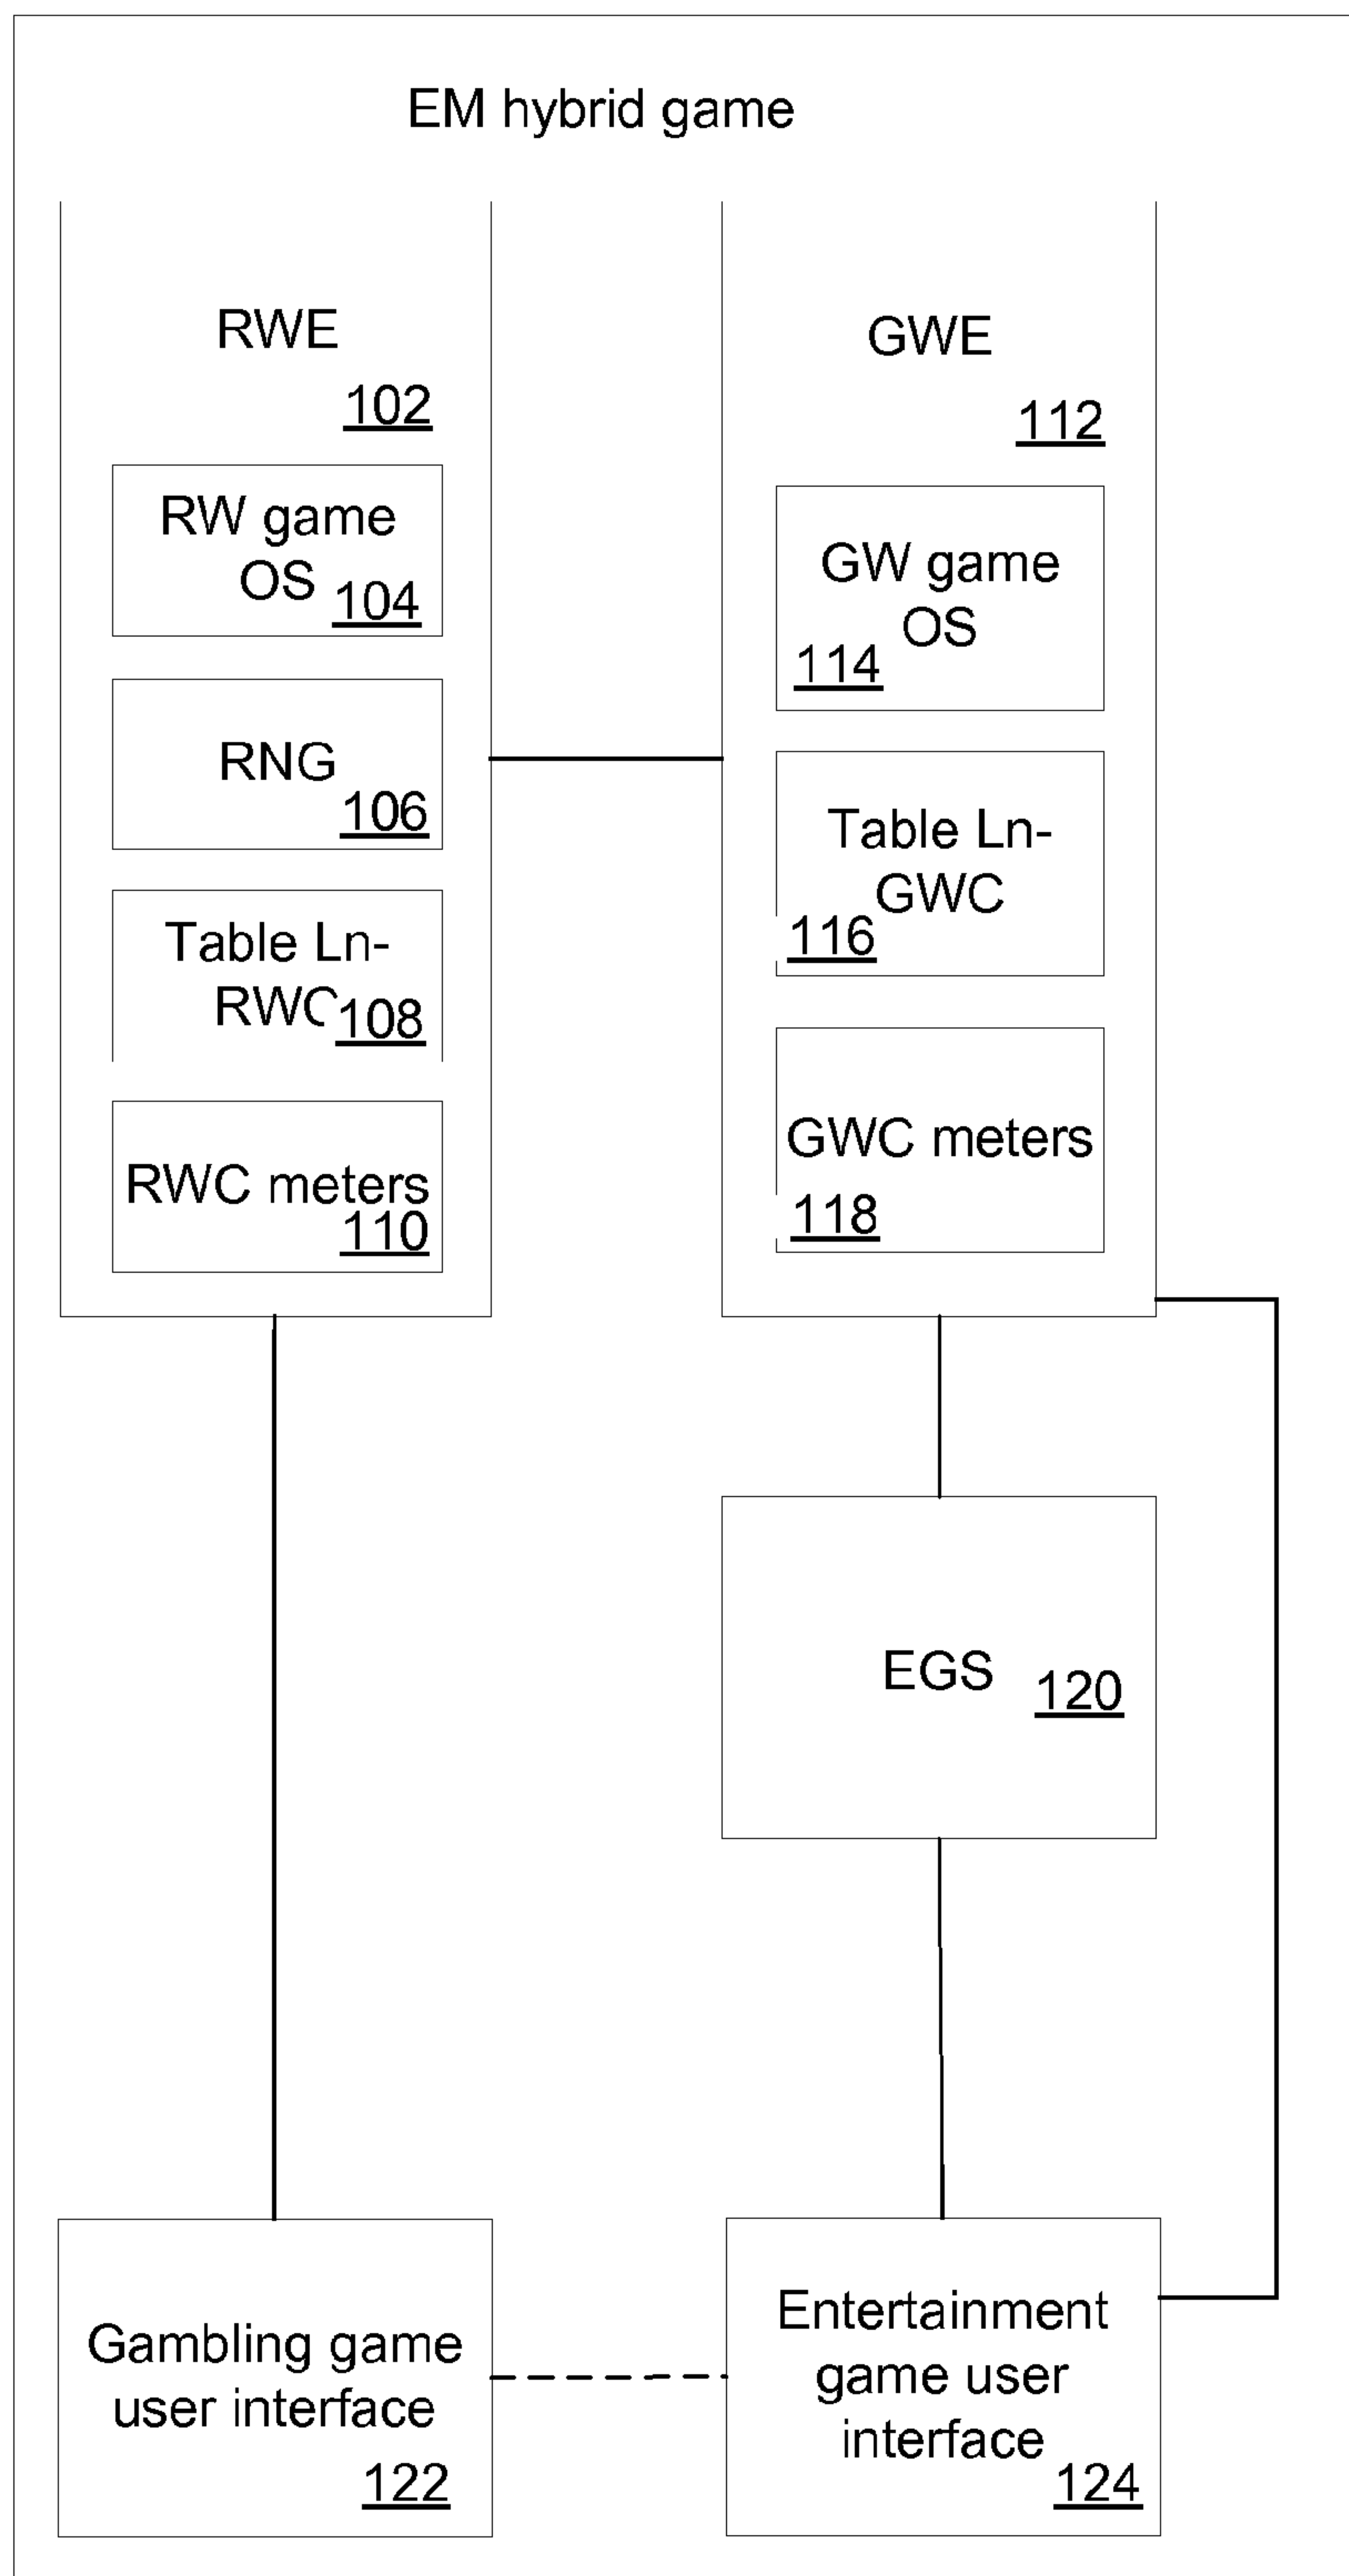 EM hybrid game
RWE
102
RW game
OS
104
RNG
106
Table Ln-
RWC
108
RWC meters
110
GWE
112
GW game
OS
114
Table Ln-
GWC
116
GWC meters
118
EGS
120
Gambling game
user interface
122
Entertainment
game user
interface
124